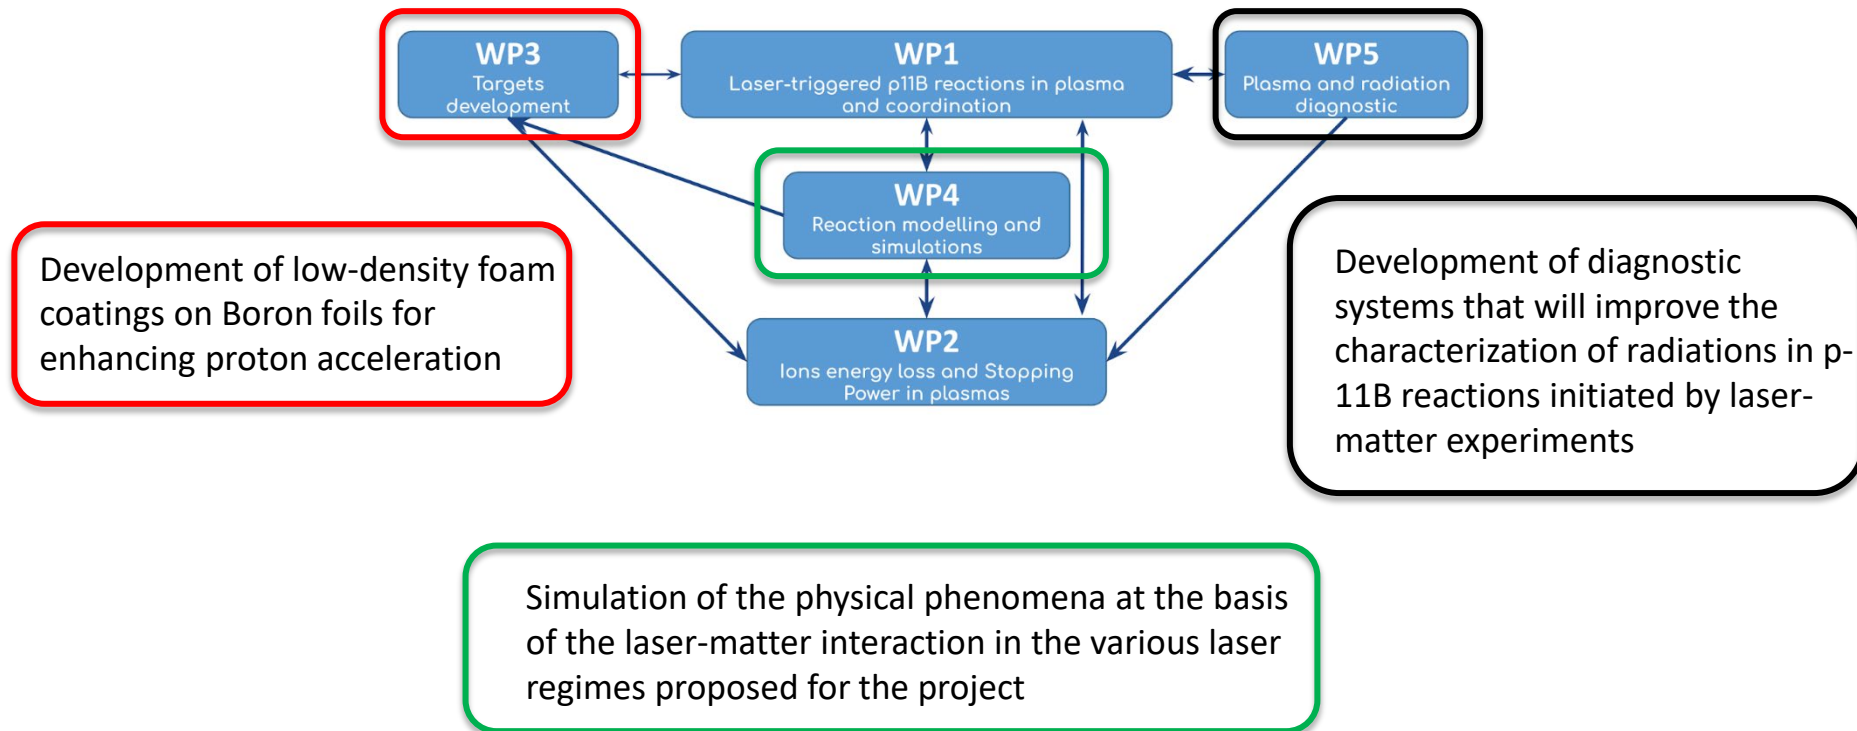 WP3
Targets
development
WP1
Laser-triggered p11B reactions in plasma
and coordination
WP5
Plasma and radiation
diagnostic
WP4
Reaction modelling and
simulations
WP2
Ions energy loss and Stopping
Power in plasmas
Development of low-density foam
coatings on Boron foils for
enhancing proton acceleration
Development of diagnostic
systems that will improve the
characterization of radiations in p-
11B reactions initiated by laser-
matter experiments
Simulation of the physical phenomena at the basis
of the laser-matter interaction in the various laser
regimes proposed for the project